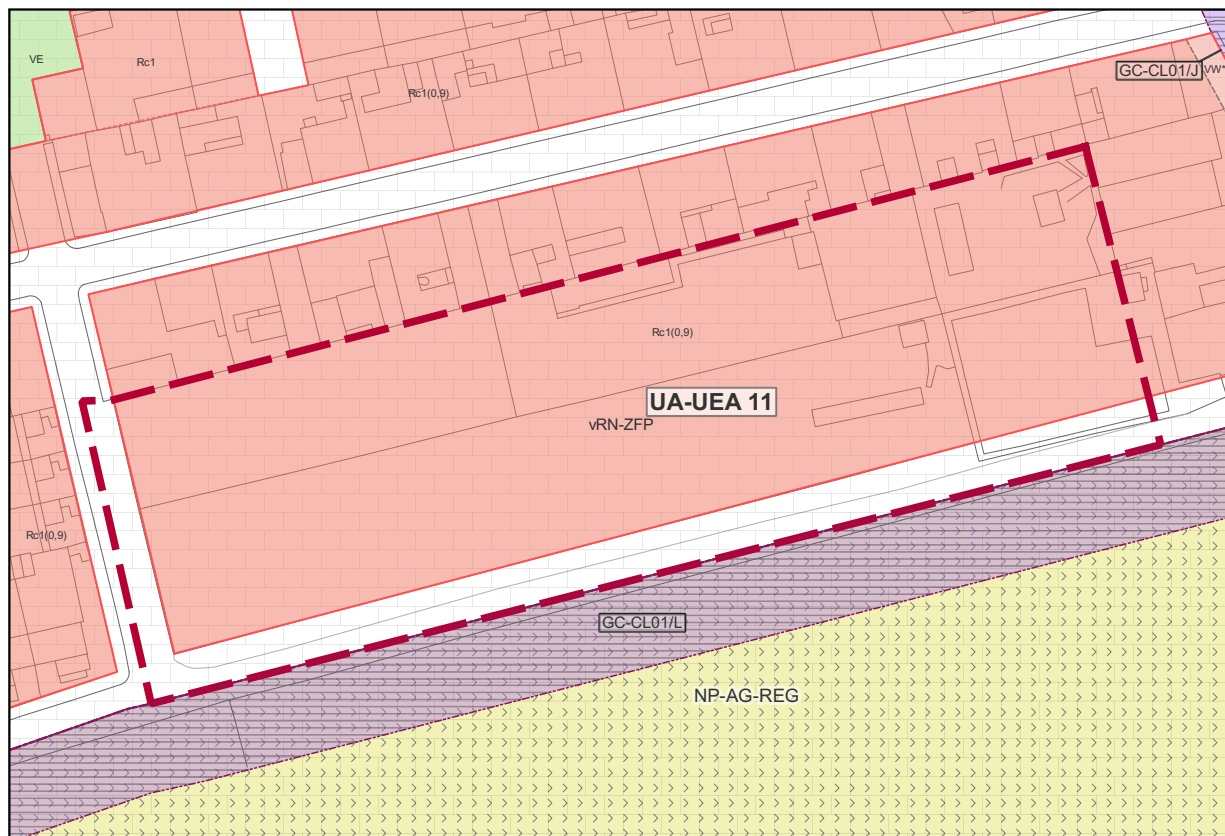 VE
Rc1
GC-CL01/J
VW*
Rc1(0,9)
Rc1(0,9)
UA-UEA 11
vRN-ZFP
Rc1(0,9)
GC-CL01/L
NP-AG-REG